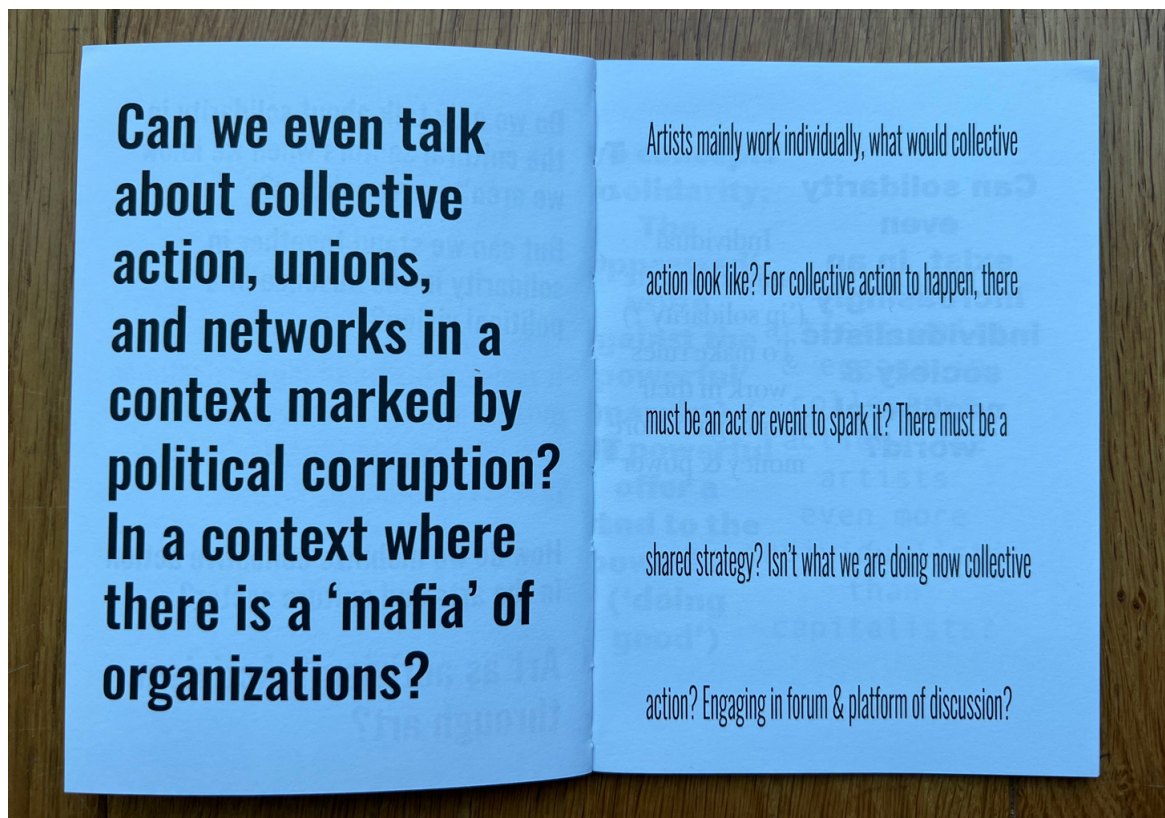 Can we even talk
about collective
action, unions,
and networks in a
context marked by
political corruption?
In a context where
there is a ‘mafia’ of
organizations?
Artists mainly work individually, what would collective
action look like? For collective action to happen, there
must be an act or event to spark it? There must be a
shared strategy? Isn’t what we are doing now collective
action? Engaging in forum & platform of discussion?